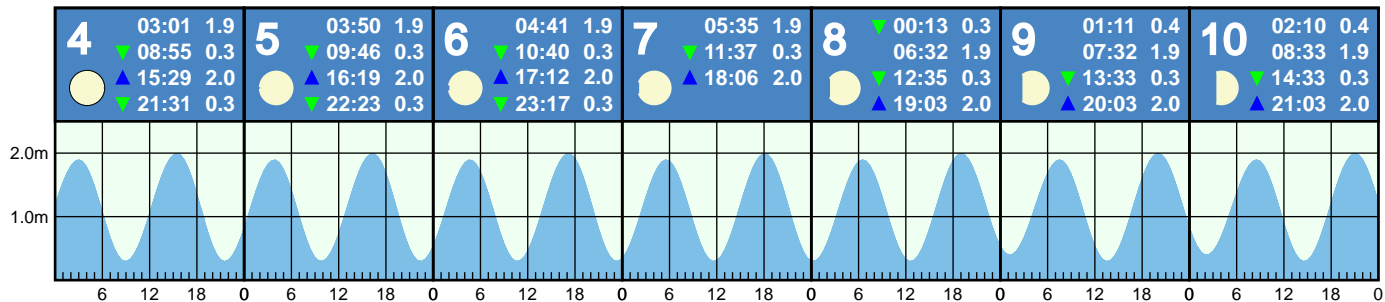 4
03:01 1.9
▼ 08:55 0.3
▲ 15:29 2.0
▼ 21:31 0.3
5
03:50 1.9
▼ 09:46 0.3
▲ 16:19 2.0
▼ 22:23 0.3
6
04:41 1.9
▼ 10:40 0.3
▲ 17:12 2.0
▼ 23:17 0.3
7
05:35 1.9
▼ 11:37 0.3
▲ 18:06 2.0
8
▼ 00:13 0.3
06:32 1.9
▼ 12:35 0.3
▲ 19:03 2.0
9
01:11 0.4
07:32 1.9
▼ 13:33 0.3
▲ 20:03 2.0
10
02:10 0.4
08:33 1.9
▼ 14:33 0.3
▲ 21:03 2.0
2.0m
1.0m
6 12 18 0 6 12 18 0 6 12 18 0 6 12 18 0 6 12 18 0 6 12 18 0 6 12 18 0